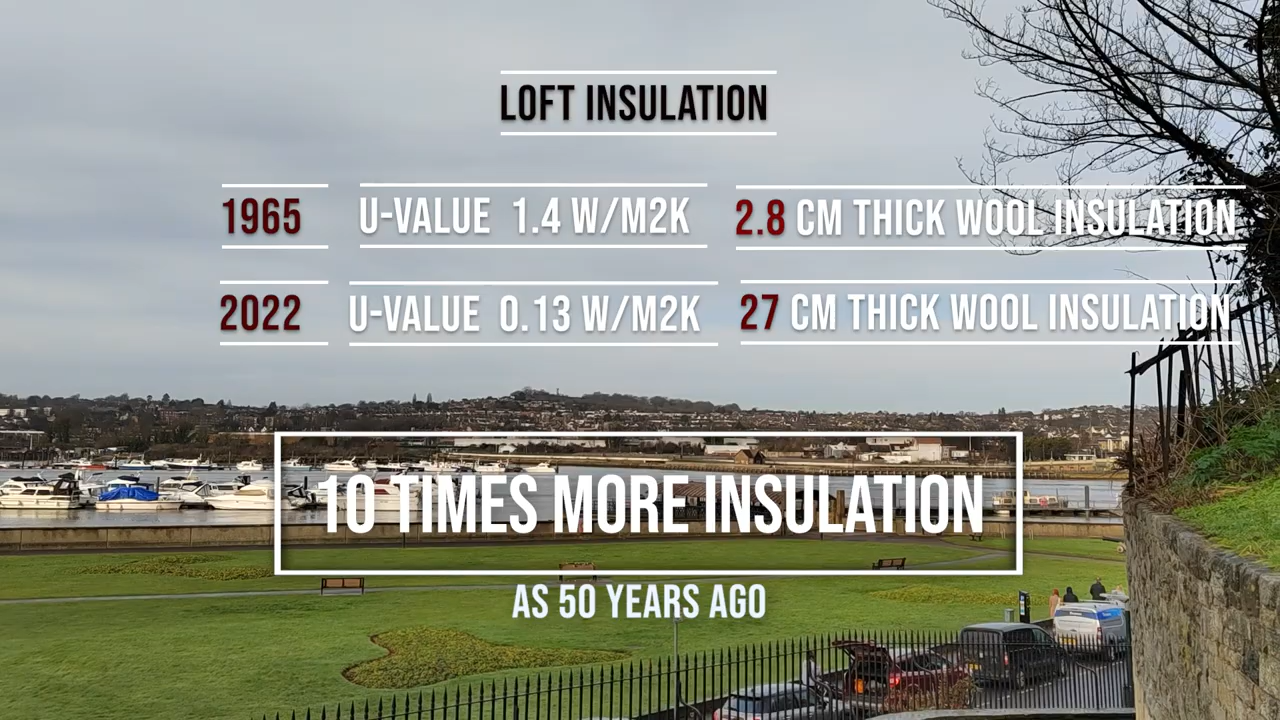 LOFT INSULATION
1965 U-VALUE 1.4 W/M2K 2.8 CM THICK WOOL INSULATION
2022 U-VALUE 0.13 W/M2K 27 CM THICK WOOL INSULATION
10 TIMES MORE INSULATION
AS 50 YEARS AGO